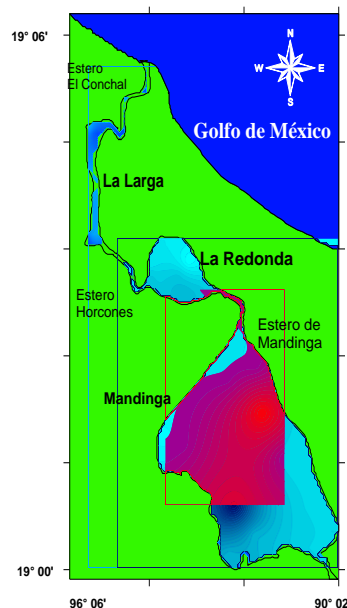 19° 06'
N
W E
S
Estero
El Conchal
Golfo de México
La Larga
La Redonda
Estero
Horcones
Estero de
Mandinga
Mandinga
19° 00'
96° 06' 90° 02'